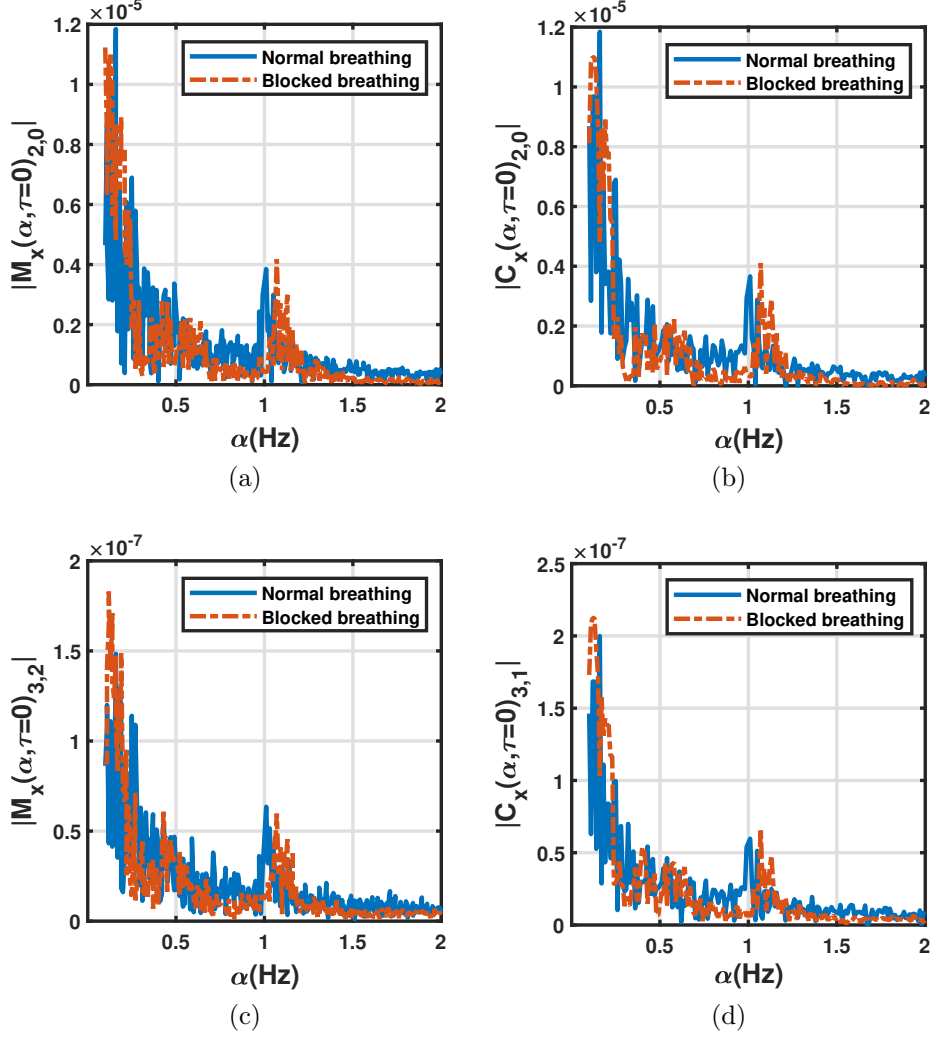 ×10^-5
Normal breathing
Blocked breathing
1.2
1
0.8
0.6
0.4
0.2
0
0.5
1
1.5
2
|M_x(α,τ=0)_{2,0}|
α(Hz)
(a)
×10^-5
Normal breathing
Blocked breathing
1.2
1
0.8
0.6
0.4
0.2
0
0.5
1
1.5
2
|C_x(α,τ=0)_{2,0}|
α(Hz)
(b)
×10^-7
Normal breathing
Blocked breathing
2
1.5
1
0.5
0
0.5
1
1.5
2
|M_x(α,τ=0)_{3,2}|
α(Hz)
(c)
×10^-7
Normal breathing
Blocked breathing
2.5
2
1.5
1
0.5
0
0.5
1
1.5
2
|C_x(α,τ=0)_{3,1}|
α(Hz)
(d)